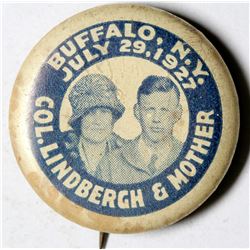 BUFFALO, N.Y.
JULY 29, 1927
COL. LINDBERGH & MOTHER